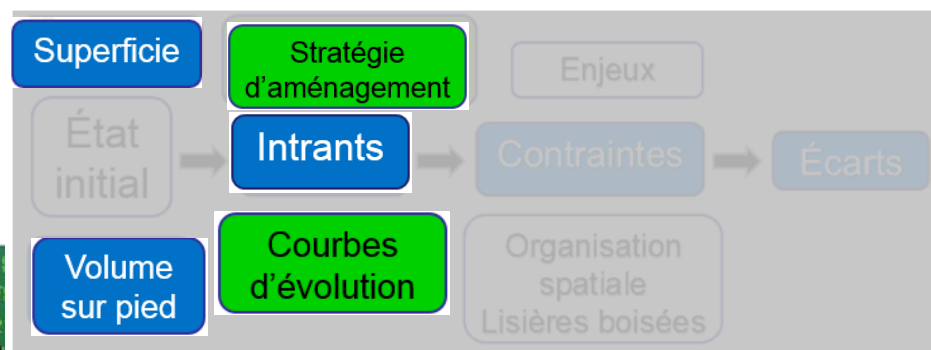 Superficie
Stratégie
d'aménagement
Enjeux
État
initial
Intrants
Contraintes
Écarts
Volume
sur pied
Courbes
d'évolution
Organisation
spatiale
Lisières boisées